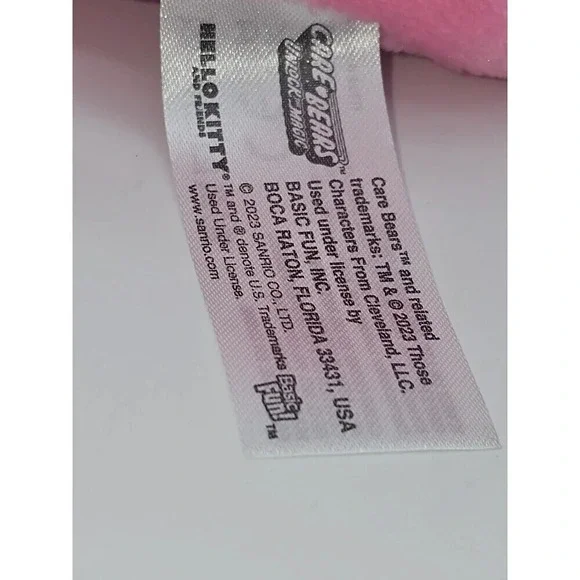 CARE BEARS
UNLOCK THE MAGIC™
Care Bears™ and related
trademarks: TM & © 2023 Those
Characters From Cleveland, LLC.
Used under license by
BASIC FUN, INC.
BOCA RATON, FLORIDA 33431, USA
© 2023 SANRIO CO., LTD.
HELLO KITTY
AND FRIENDS
® TM and ® denote U.S. Trademarks
Used Under License.
www.sanrio.com
Basic
FUN!™